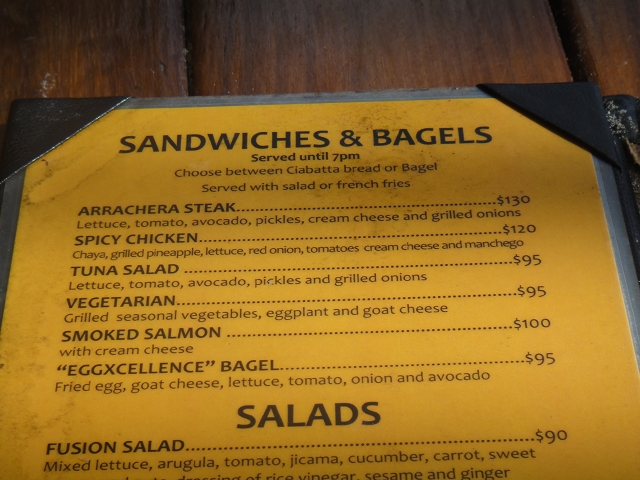 SANDWICHES & BAGELS
Served until 7pm
Choose between Ciabatta bread or Bagel
Served with salad or french fries
ARRACHERA STEAK..............................................$130
Lettuce, tomato, avocado, pickles, cream cheese and grilled onions
SPICY CHICKEN......................................................$120
Chaya, grilled pineapple, lettuce, red onion, tomatoes cream cheese and manchego
TUNA SALAD ..........................................................$95
Lettuce, tomato, avocado, pickles and grilled onions
VEGETARIAN............................................................$95
Grilled seasonal vegetables, eggplant and goat cheese
SMOKED SALMON ..................................................$100
with cream cheese
“EGGXCELLENCE” BAGEL..........................................$95
Fried egg, goat cheese, lettuce, tomato, onion and avocado
SALADS
FUSION SALAD..........................................................$90
Mixed lettuce, arugula, tomato, jicama, cucumber, carrot, sweet
dressing of rice vinegar, sesame and ginger